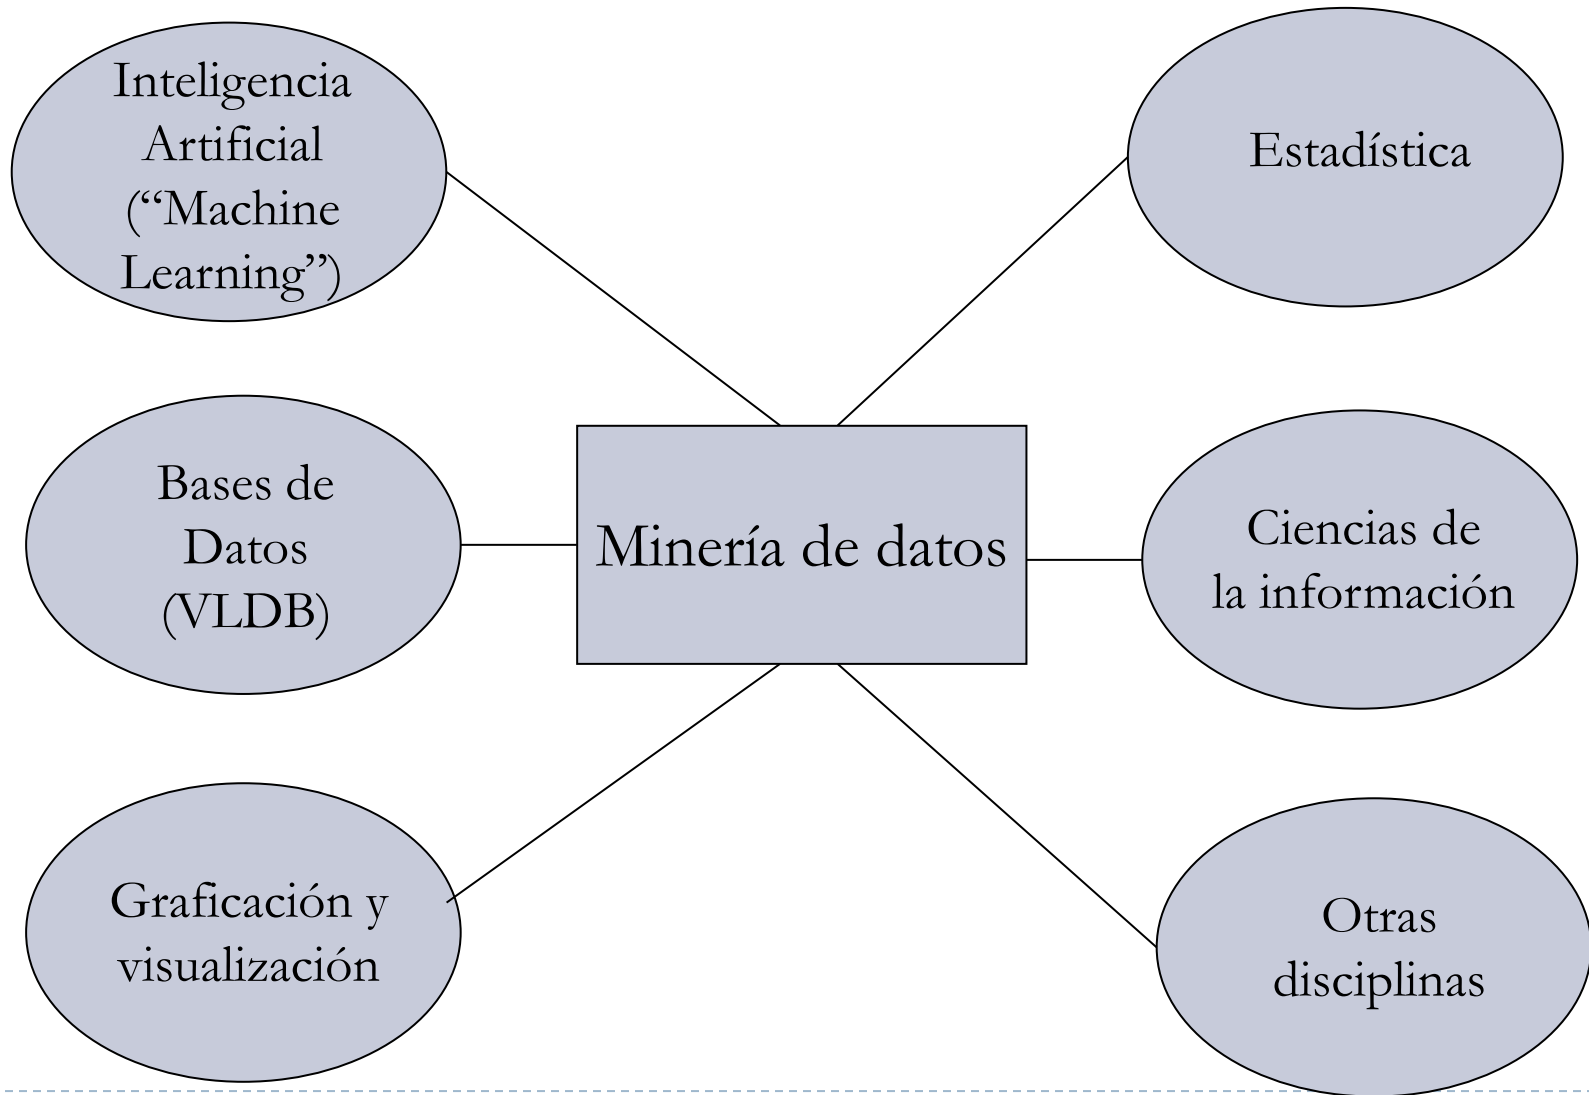 Inteligencia
Artificial
(“Machine
Learning”)
Estadística
Bases de
Datos
(VLDB)
Minería de datos
Ciencias de
la información
Graficación y
visualización
Otras
disciplinas